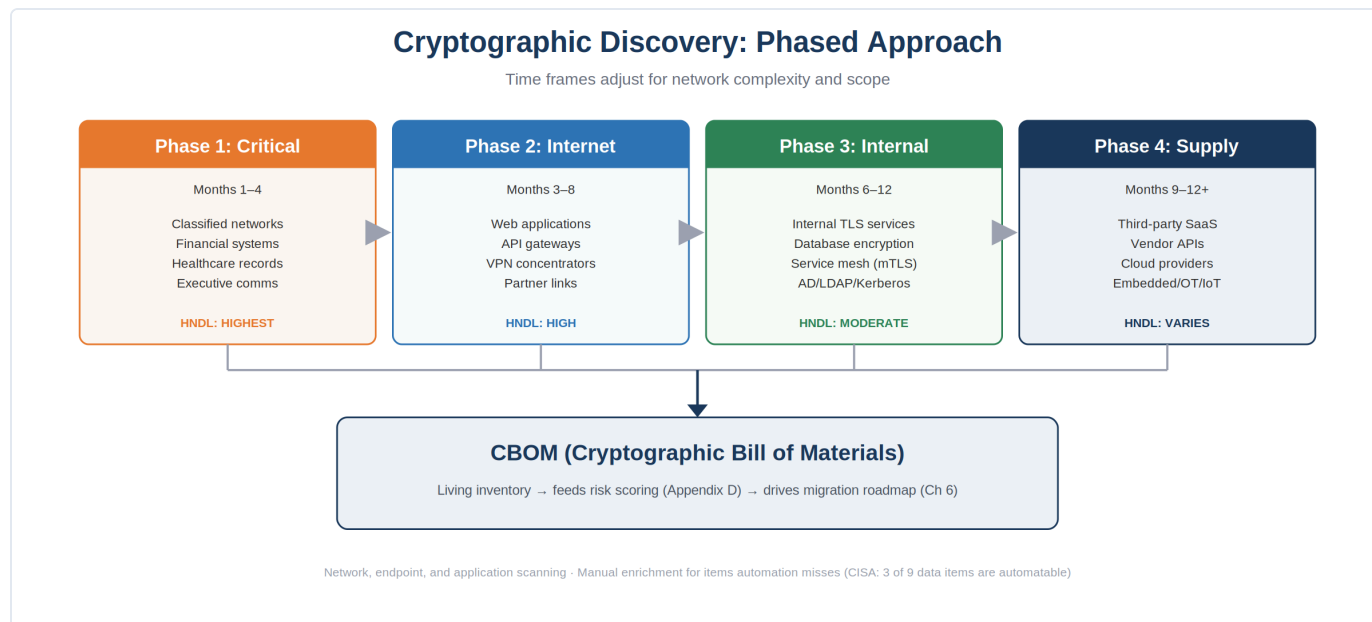 Cryptographic Discovery: Phased Approach
Time frames adjust for network complexity and scope
Phase 1: Critical
Months 1–4
Classified networks
Financial systems
Healthcare records
Executive comms
HNDL: HIGHEST
Phase 2: Internet
Months 3–8
Web applications
API gateways
VPN concentrators
Partner links
HNDL: HIGH
Phase 3: Internal
Months 6–12
Internal TLS services
Database encryption
Service mesh (mTLS)
AD/LDAP/Kerberos
HNDL: MODERATE
Phase 4: Supply
Months 9–12+
Third-party SaaS
Vendor APIs
Cloud providers
Embedded/OT/IoT
HNDL: VARIES
CBOM (Cryptographic Bill of Materials)
Living inventory → feeds risk scoring (Appendix D) → drives migration roadmap (Ch 6)
Network, endpoint, and application scanning · Manual enrichment for items automation misses (CISA: 3 of 9 data items are automatable)